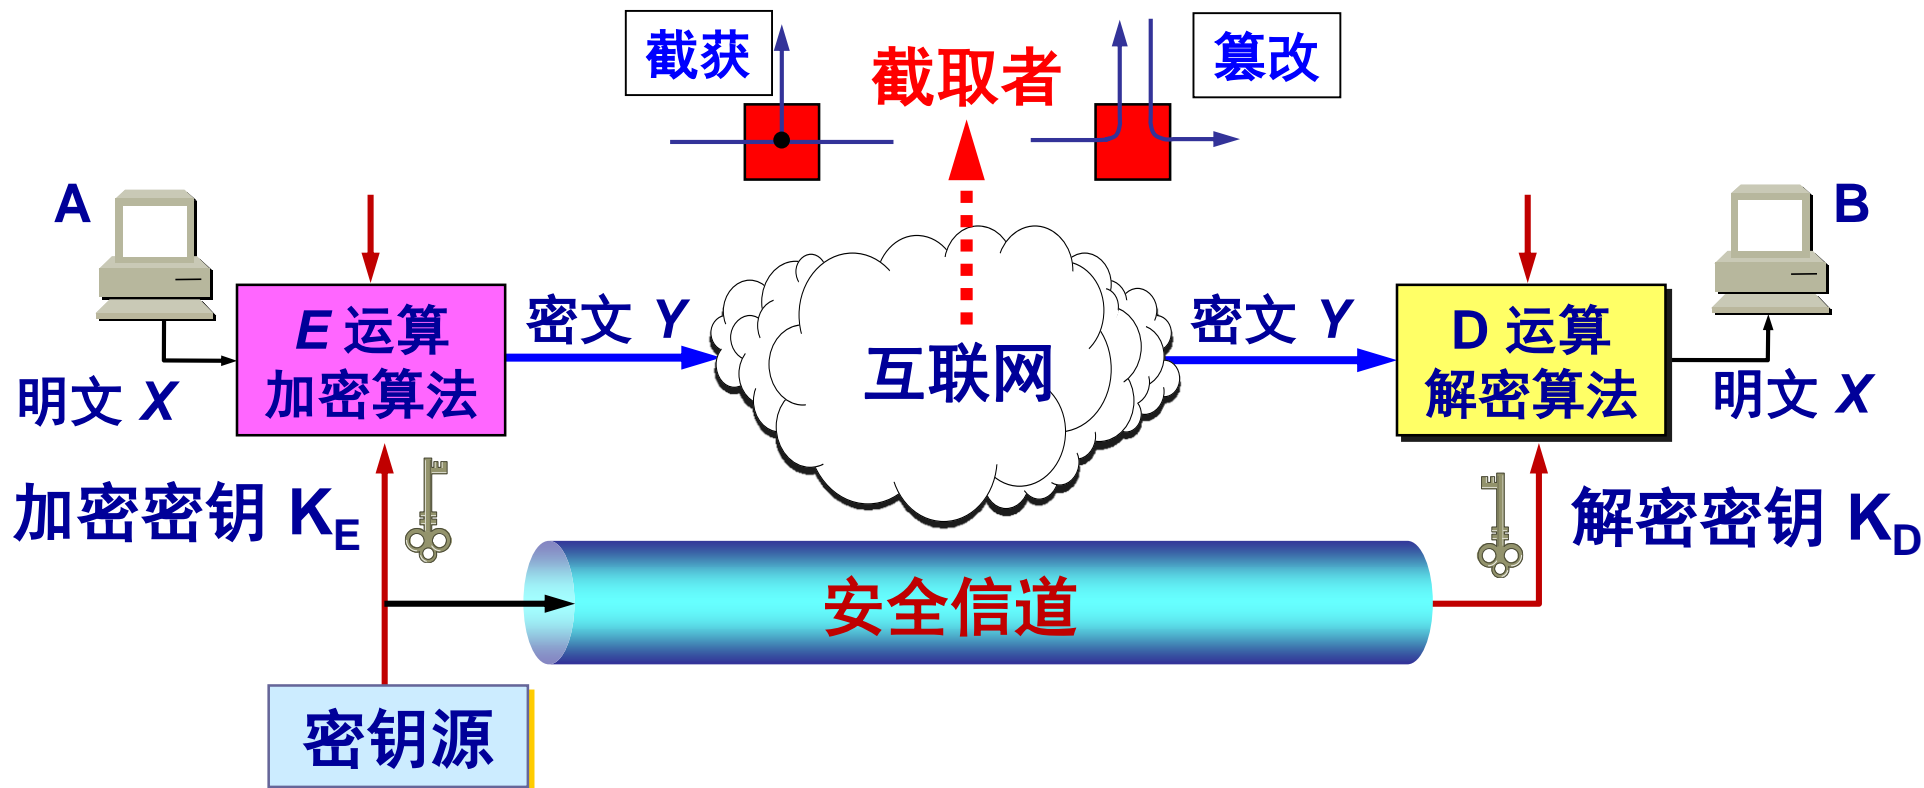 截获
截取者
篡改
A
B
E 运算
加密算法
密文 Y
互联网
密文 Y
D 运算
解密算法
明文 X
明文 X
加密密钥 KE
解密密钥 KD
安全信道
密钥源